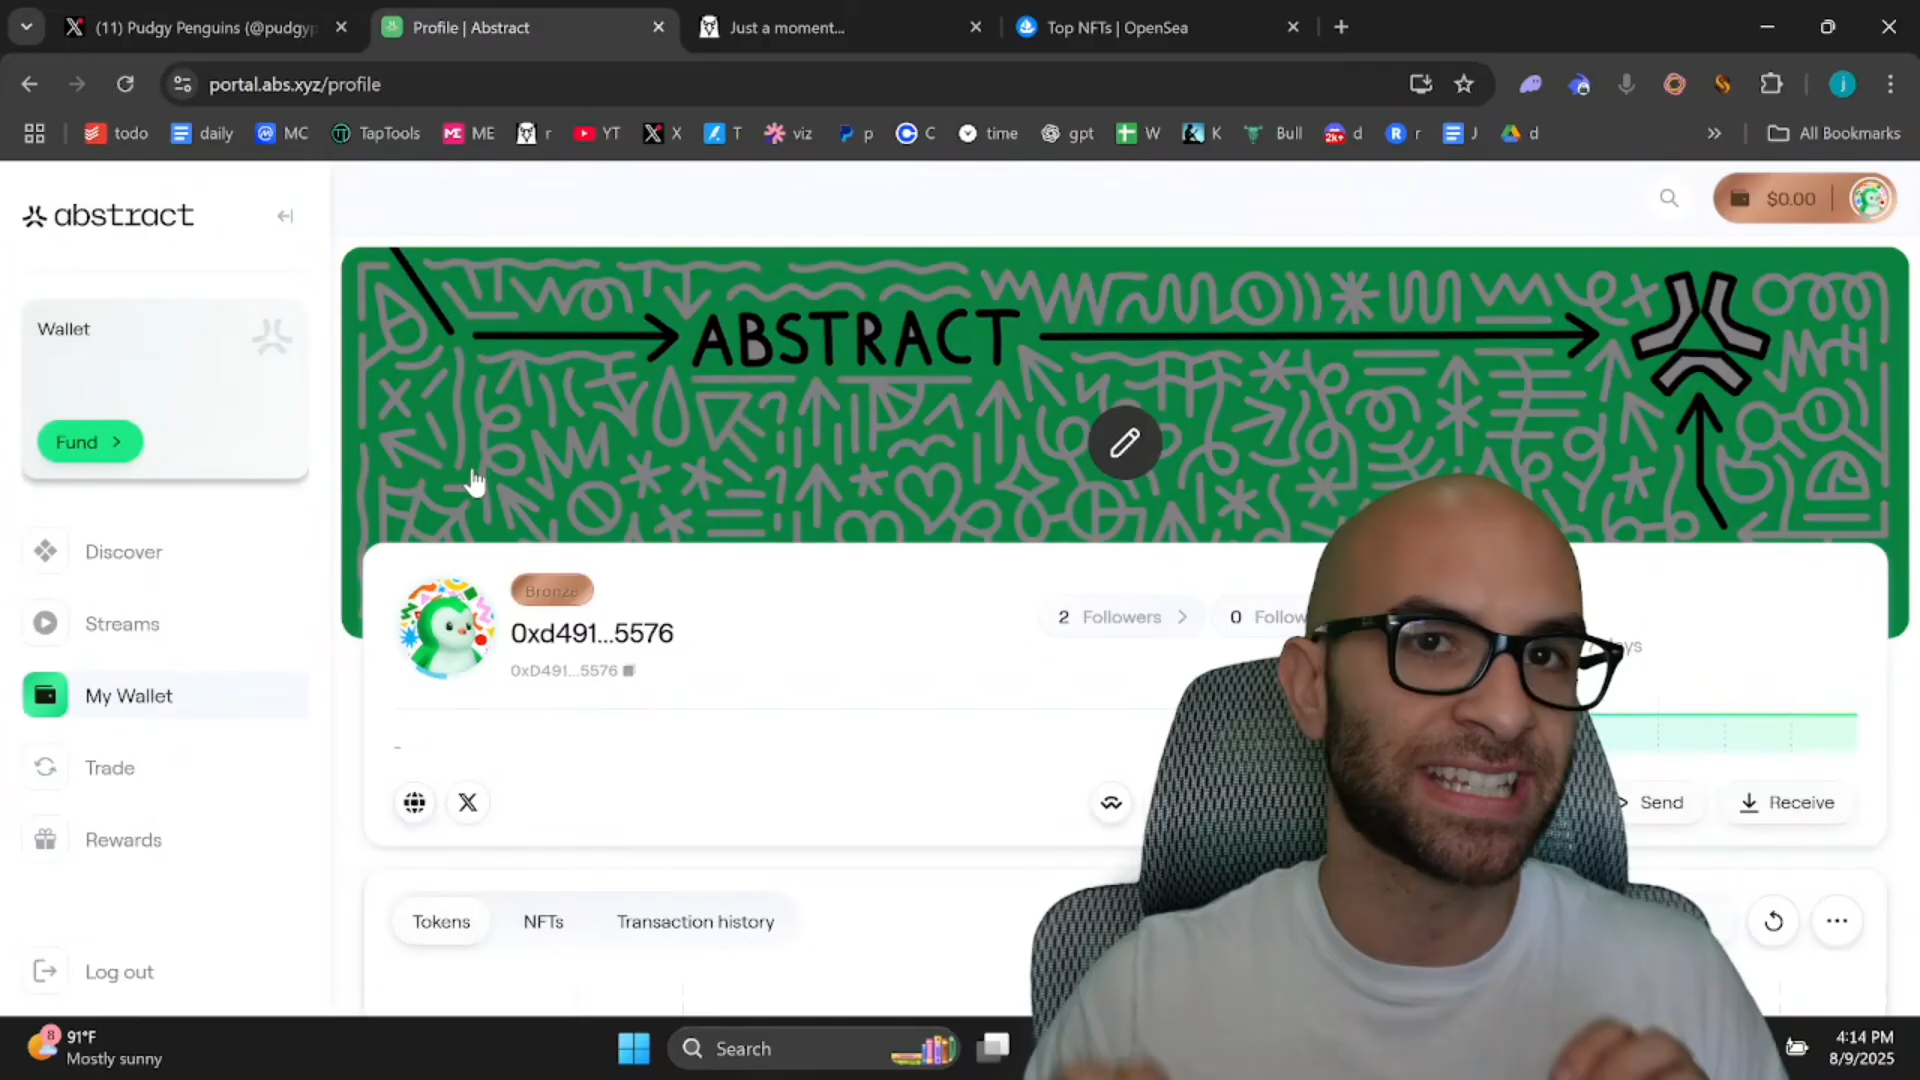 (11) Pudgy Penguins (@pudgyp
Profile | Abstract
Just a moment...
Top NFTs | OpenSea
portal.abs.xyz/profile
todo
daily
MC
TapTools
ME
r
YT
X
T
viz
p
C
time
gpt
W
K
Bull
d
r
J
d
All Bookmarks
abstract
$0.00
Wallet
Fund
ABSTRACT
Discover
Streams
My Wallet
Trade
Rewards
Log out
Bronze
0xd491...5576
0xD491...5576
2 Followers
0 Follow
ys
Send
Receive
Tokens
NFTs
Transaction history
91°F
Mostly sunny
Search
4:14 PM
8/9/2025